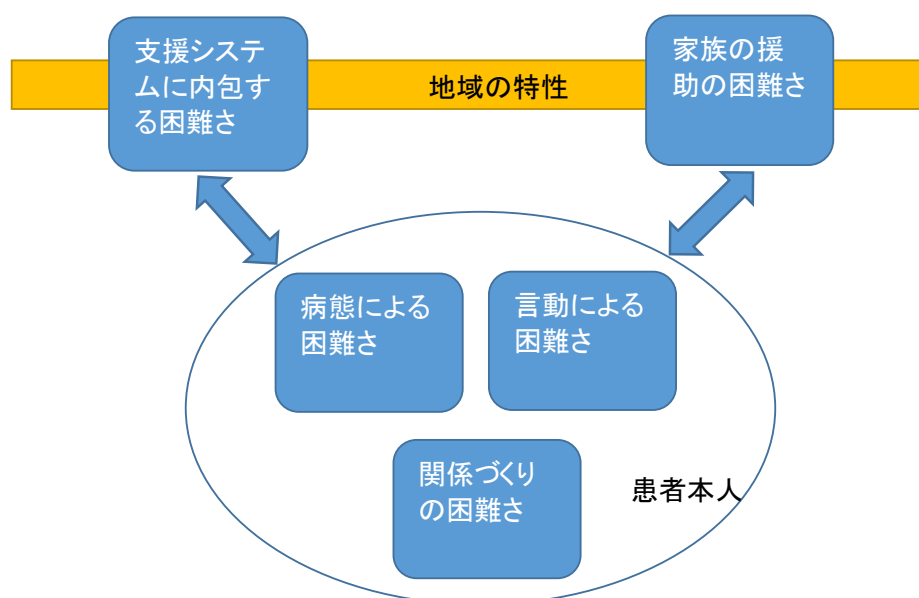 支援システ
ムに内包す
る困難さ
地域の特性
家族の援
助の困難さ
病態による
困難さ
言動による
困難さ
関係づくり
の困難さ
患者本人